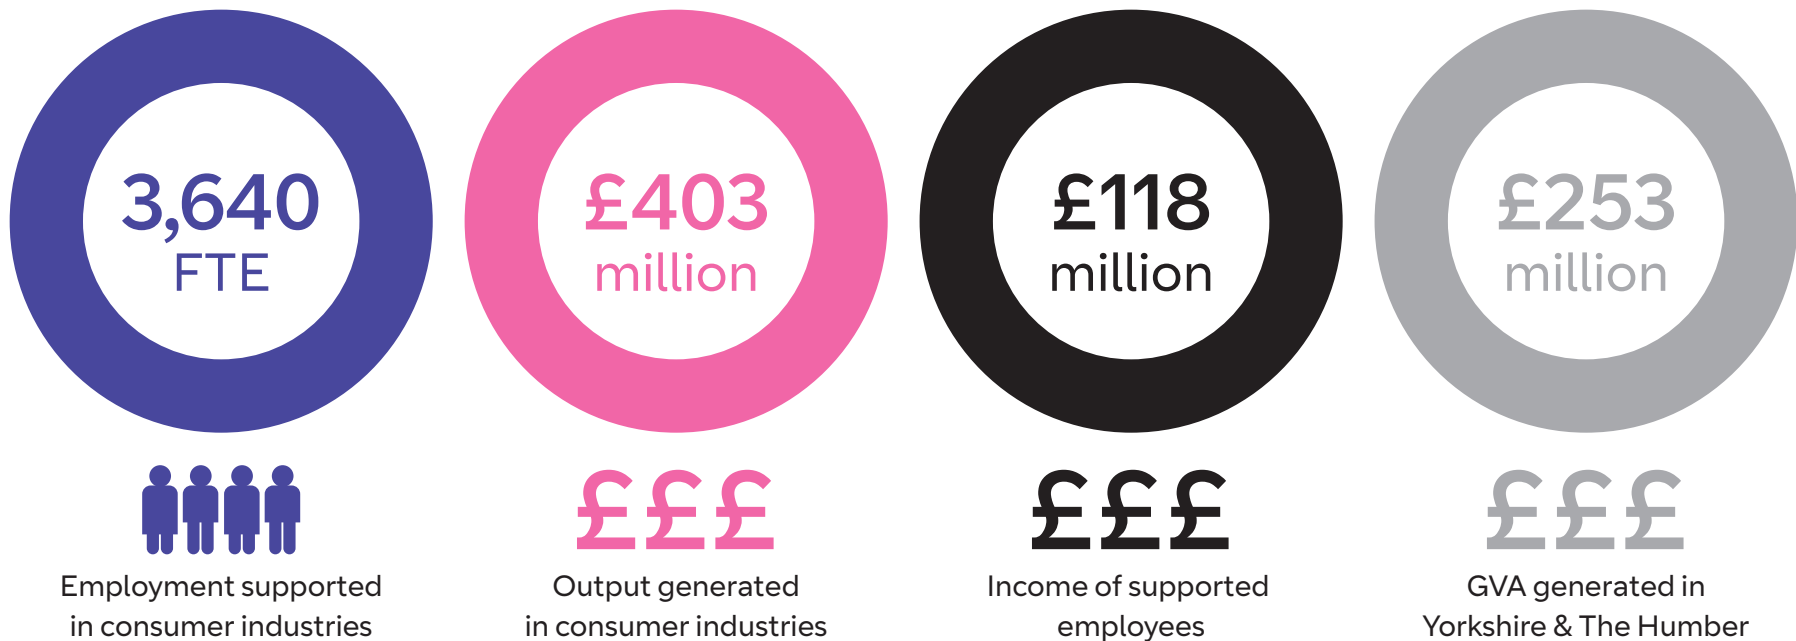 3,640
FTE
£403
million
£118
million
£253
million
£££
£££
£££
Employment supported
in consumer industries
Output generated
in consumer industries
Income of supported
employees
GVA generated in
Yorkshire & The Humber